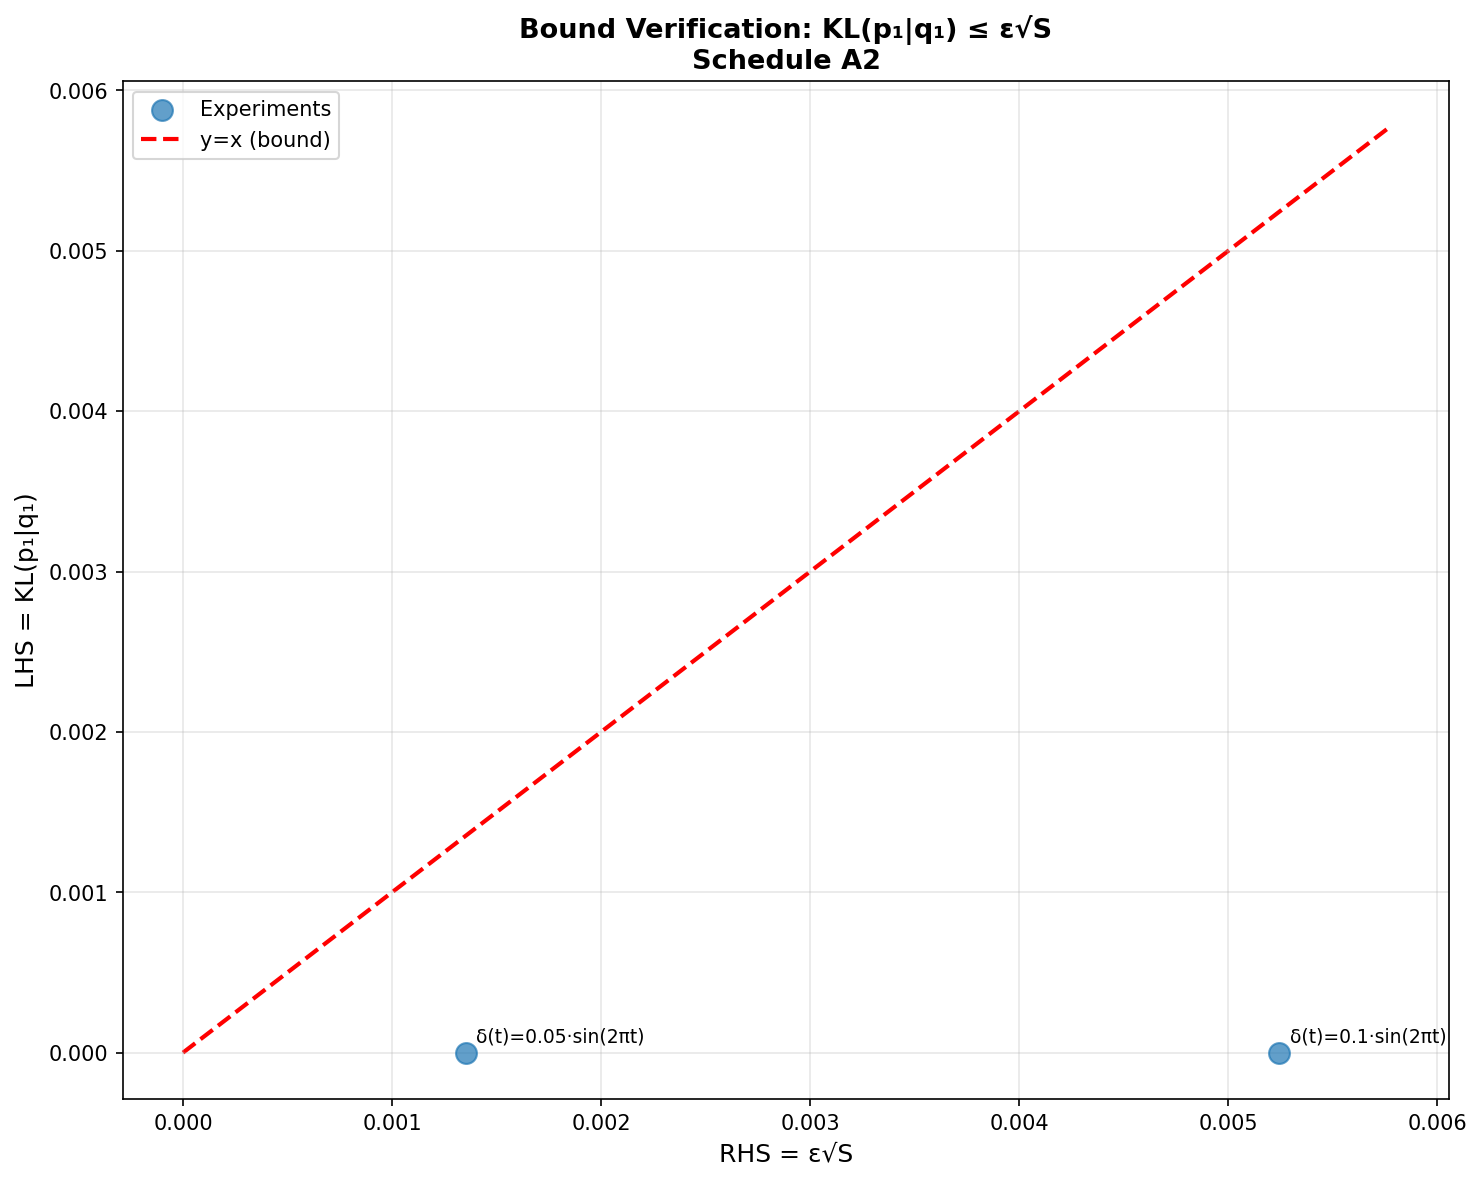 Bound Verification: KL(p₁|q₁) ≤ ε√S
Schedule A2
Experiments
y=x (bound)
0.006
0.005
0.004
0.003
0.002
0.001
0.000
LHS = KL(p₁|q₁)
δ(t)=0.05·sin(2πt)
δ(t)=0.1·sin(2πt)
0.000 0.001 0.002 0.003 0.004 0.005 0.006
RHS = ε√S